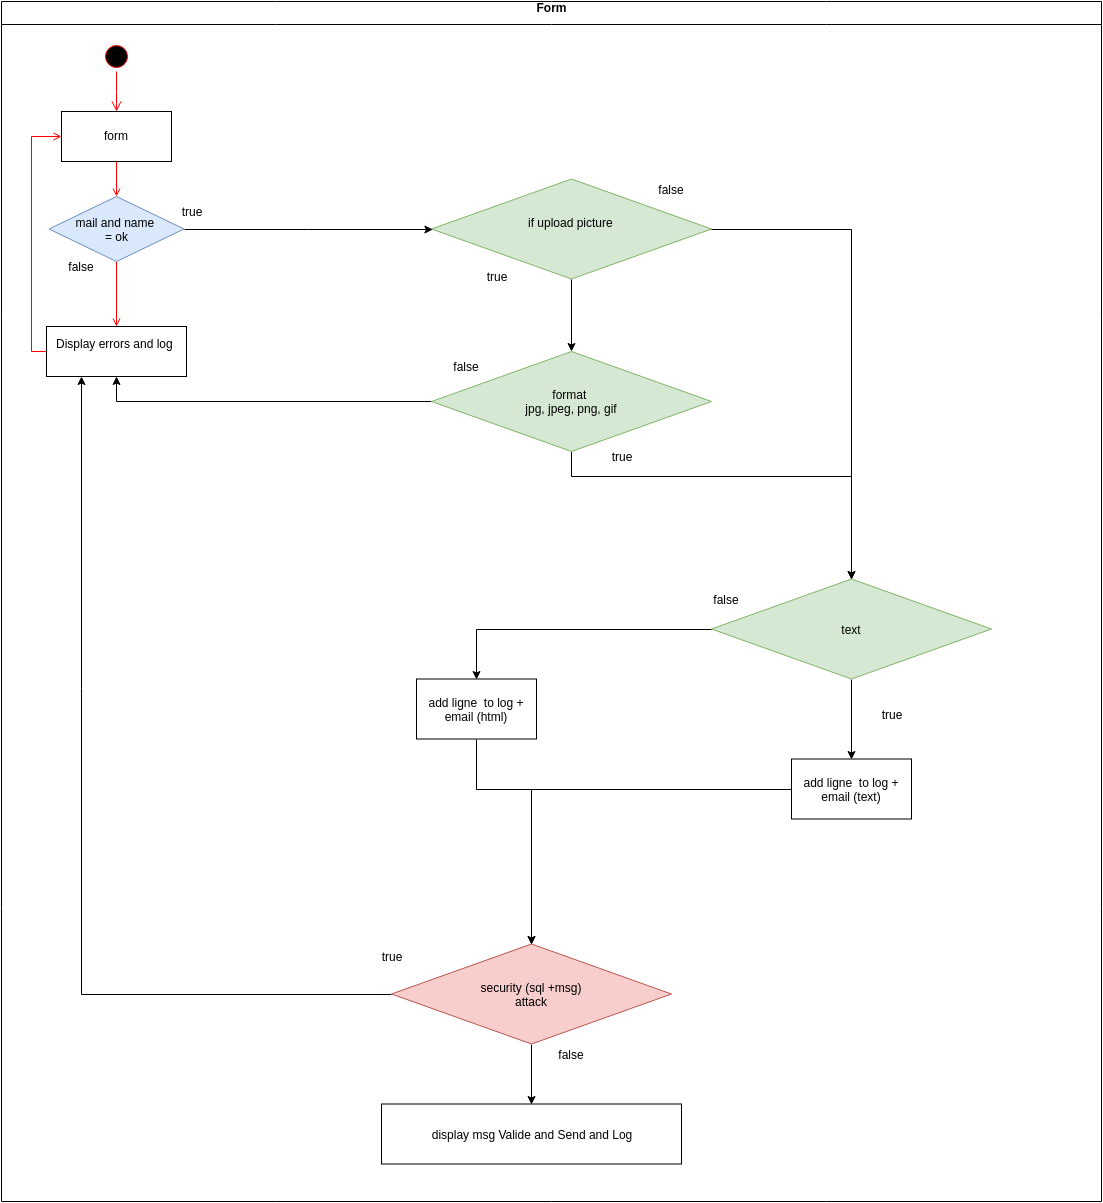 Form
form
true
mail and name
= ok
false
Display errors and log
false
if upload picture
true
false
format
jpg, jpeg, png, gif
true
false
text
true
add ligne  to log +
email (html)
add ligne  to log +
email (text)
true
security (sql +msg)
attack
false
display msg Valide and Send and Log